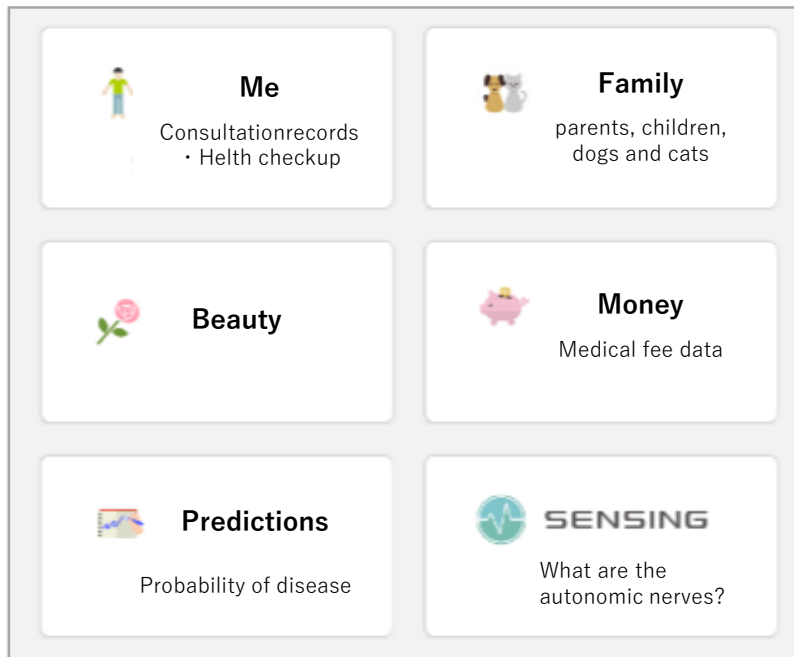 Me
Consultationrecords
・Helth checkup
Family
parents, children,
dogs and cats
Beauty
Money
Medical fee data
Predictions
Probability of disease
SENSING
What are the
autonomic nerves?